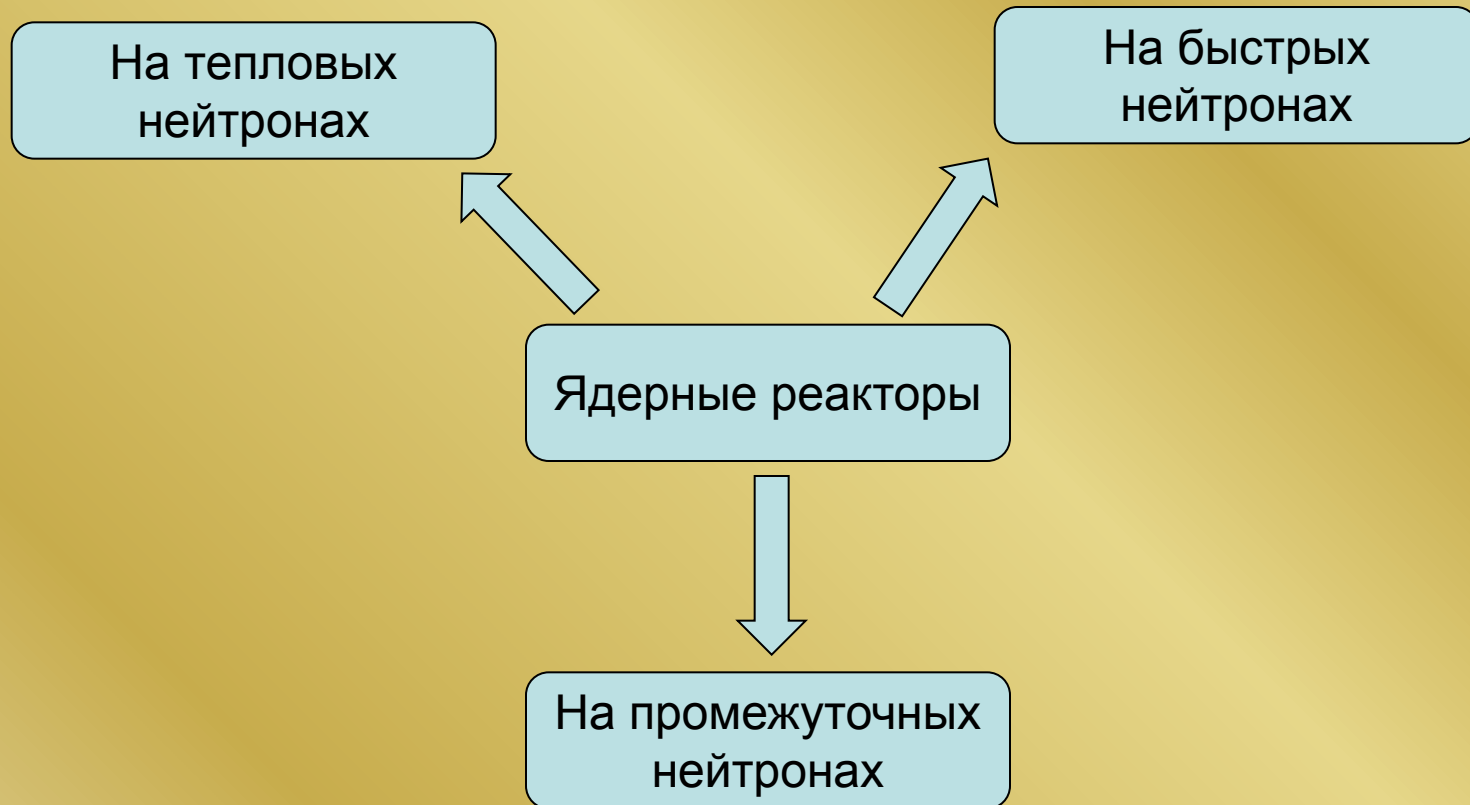 На тепловых
нейтронах
На быстрых
нейтронах
Ядерные реакторы
На промежуточных
нейтронах